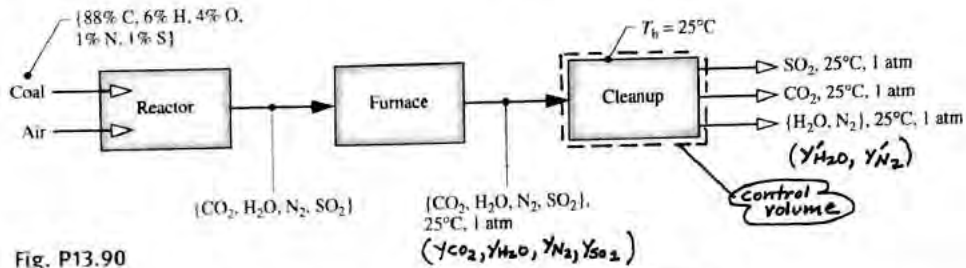 {88% C, 6% H, 4% O,
1% N, 1% S}
T_b = 25°C
Coal
Air
Reactor
Furnace
Cleanup
SO₂, 25°C, 1 atm
CO₂, 25°C, 1 atm
{H₂O, N₂}, 25°C, 1 atm
(y'H₂O, y'N₂)
control
volume
{CO₂, H₂O, N₂, SO₂}
{CO₂, H₂O, N₂, SO₂},
25°C, 1 atm
(yCO₂, yH₂O, yN₂, ySO₂)
Fig. P13.90